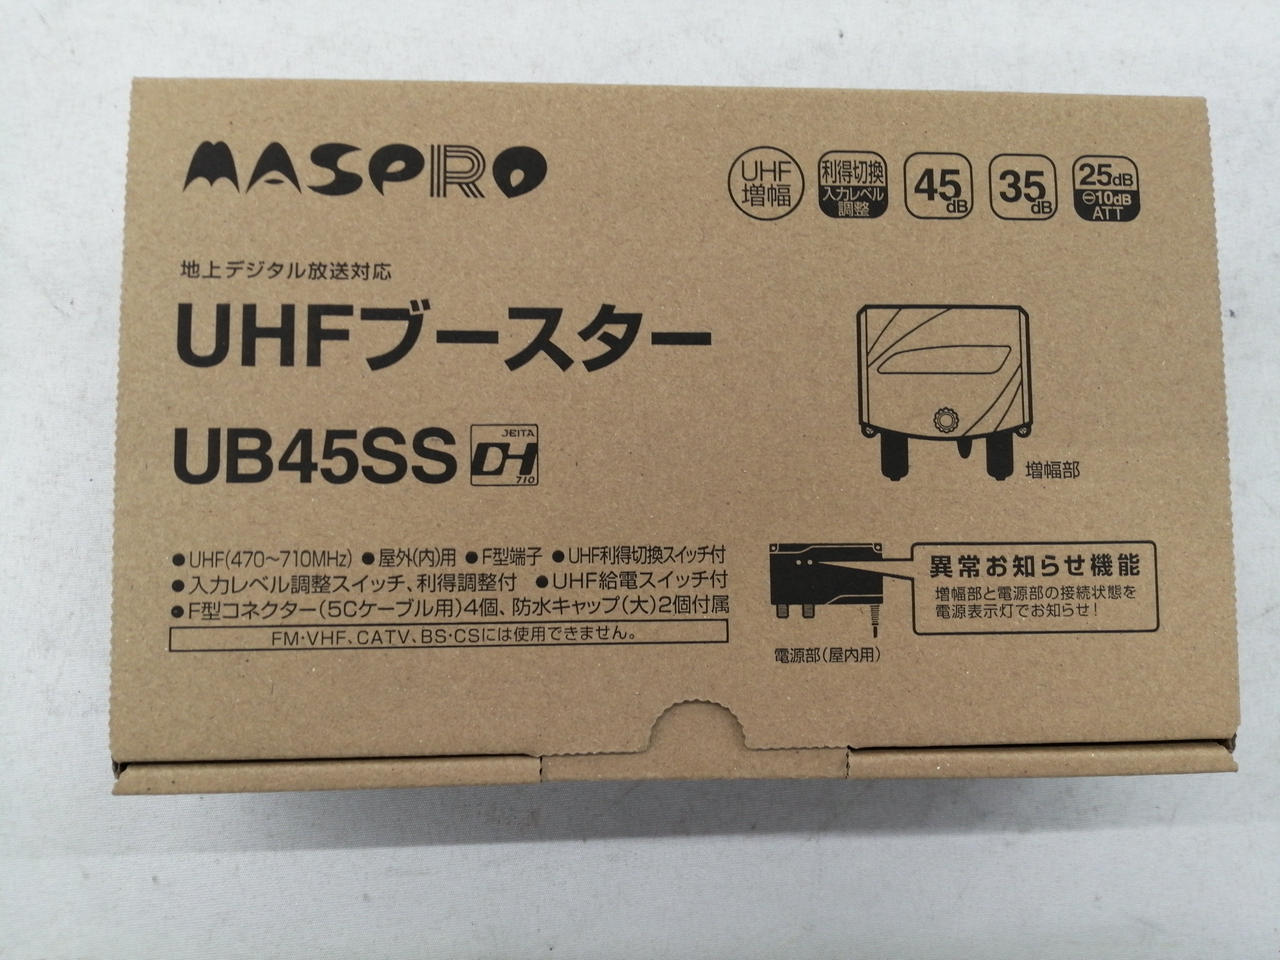 MASPRO
UHF
増幅
利得切換
入力レベル
調整
45dB
35dB
25dB
⊖10dB
ATT
地上デジタル放送対応
UHFブースター
UB45SS
JEITA
DH
710
増幅部
●UHF(470～710MHz) ●屋外(内)用 ●F型端子 ●UHF利得切換スイッチ付
●入力レベル調整スイッチ、利得調整付 ●UHF給電スイッチ付
●F型コネクター(5Cケーブル用)4個、防水キャップ(大)2個付属
FM･VHF、CATV、BS･CSには使用できません。
異常お知らせ機能
増幅部と電源部の接続状態を
電源表示灯でお知らせ!
電源部(屋内用)